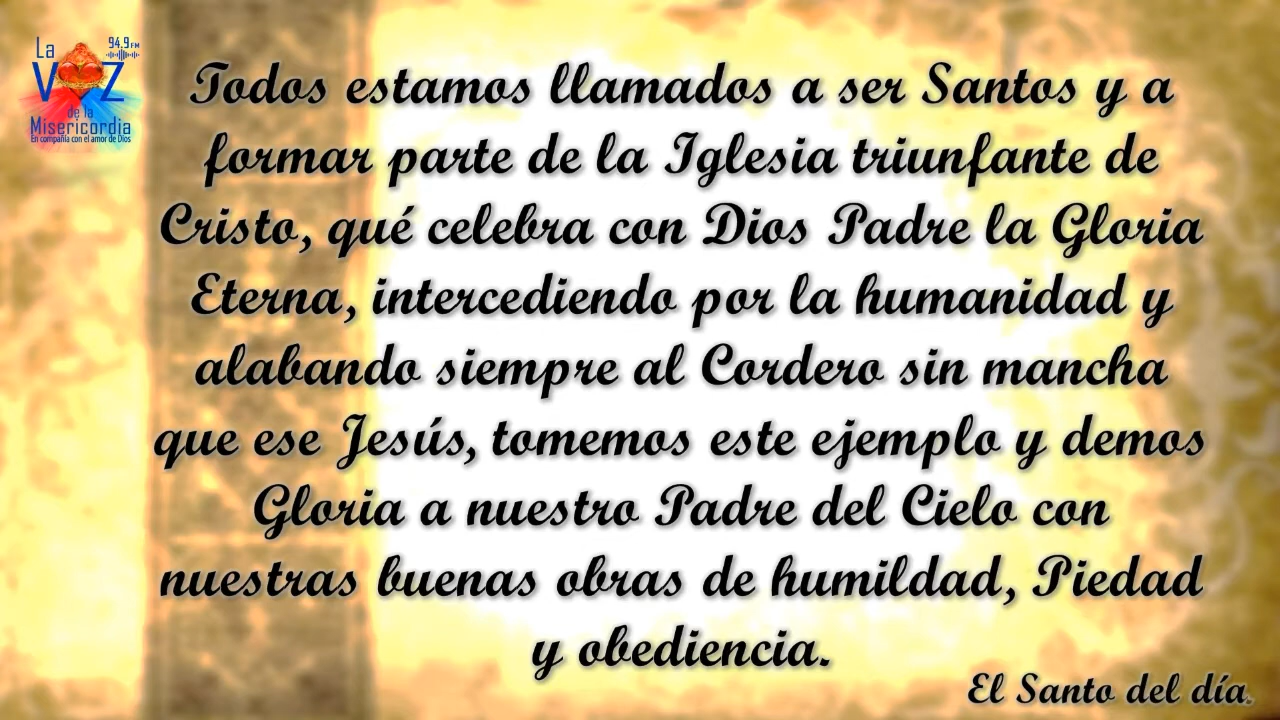 La
94.9 FM
VOZ
de la
Misericordia
En compañía con el amor de Dios
Todos estamos llamados a ser Santos y a
formar parte de la Iglesia triunfante de
Cristo, qué celebra con Dios Padre la Gloria
Eterna, intercediendo por la humanidad y
alabando siempre al Cordero sin mancha
que ese Jesús, tomemos este ejemplo y demos
Gloria a nuestro Padre del Cielo con
nuestras buenas obras de humildad, Piedad
y obediencia.
El Santo del día.